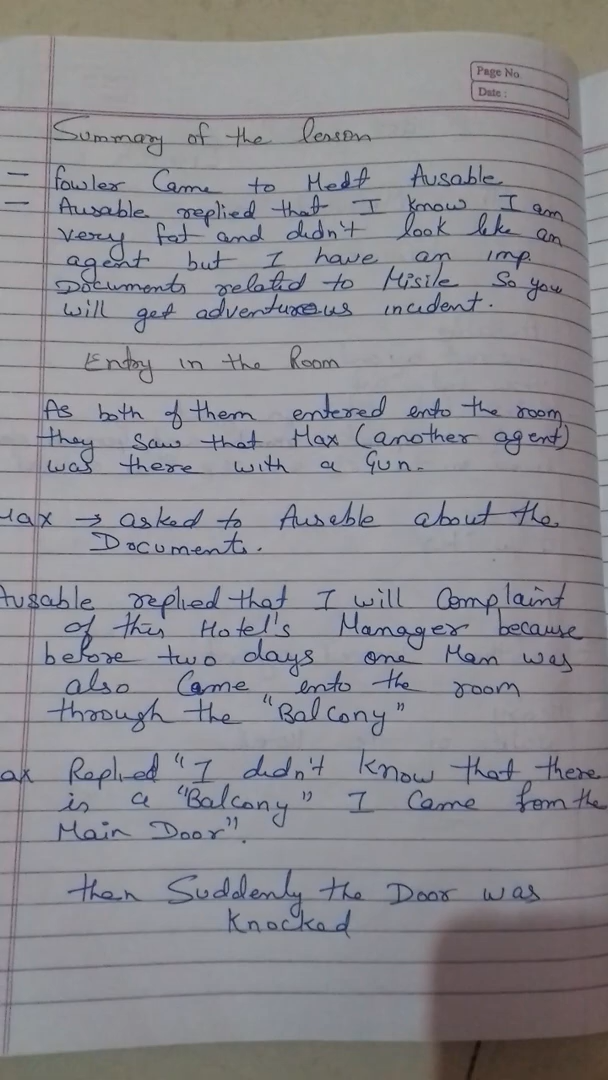 Page No.
Date :
Summary of the lesson
– fowler Came to Meet Ausable
– Ausable replied that I know I am
very fat and didn't look like an
agent but I have an imp.
Documents related to Misile So you
will get adventureous incident.
Entry in the Room
As both of them entered ento the room
they Saw that Max (another agent)
was there with a Gun.
Max → asked to Ausable about the
Documents.
Ausable replied that I will Complaint
of this Hotel's Manager because
before two days one Man was
also Came ento the room
through the "Balcony"
ax Replied "I didn't know that there
is a "Balcony" I Came from the
Main Door".
then Suddenly the Door was
Knocked